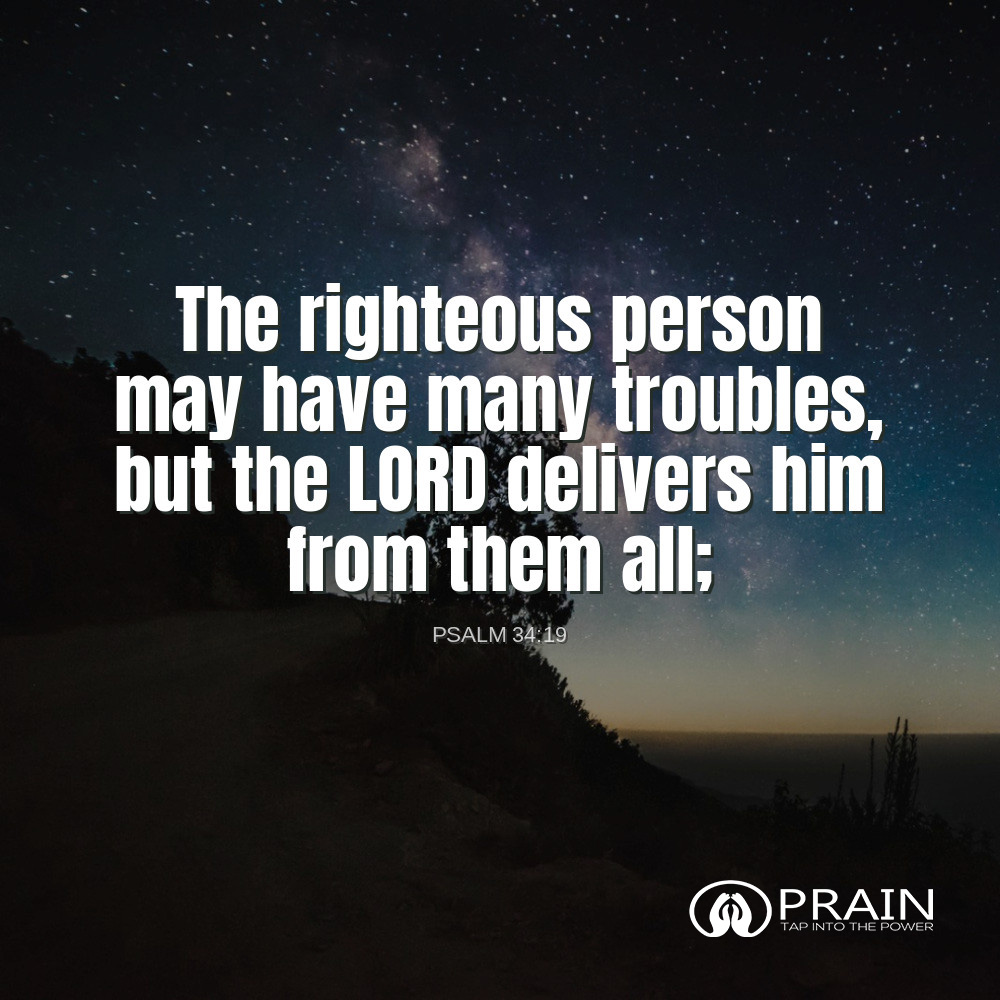 The righteous person
may have many troubles,
but the LORD delivers him
from them all;
PSALM 34:19
PRAIN
TAP INTO THE POWER